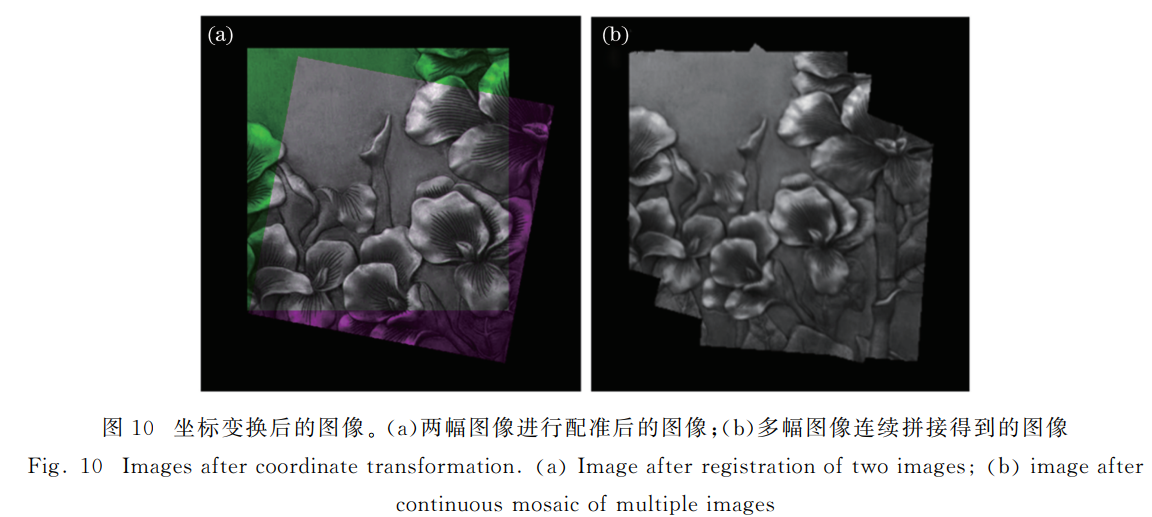 (a)
(b)
图 10 坐标变换后的图像。(a)两幅图像进行配准后的图像;(b)多幅图像连续拼接得到的图像
Fig. 10 Images after coordinate transformation. (a) Image after registration of two images; (b) image after
continuous mosaic of multiple images